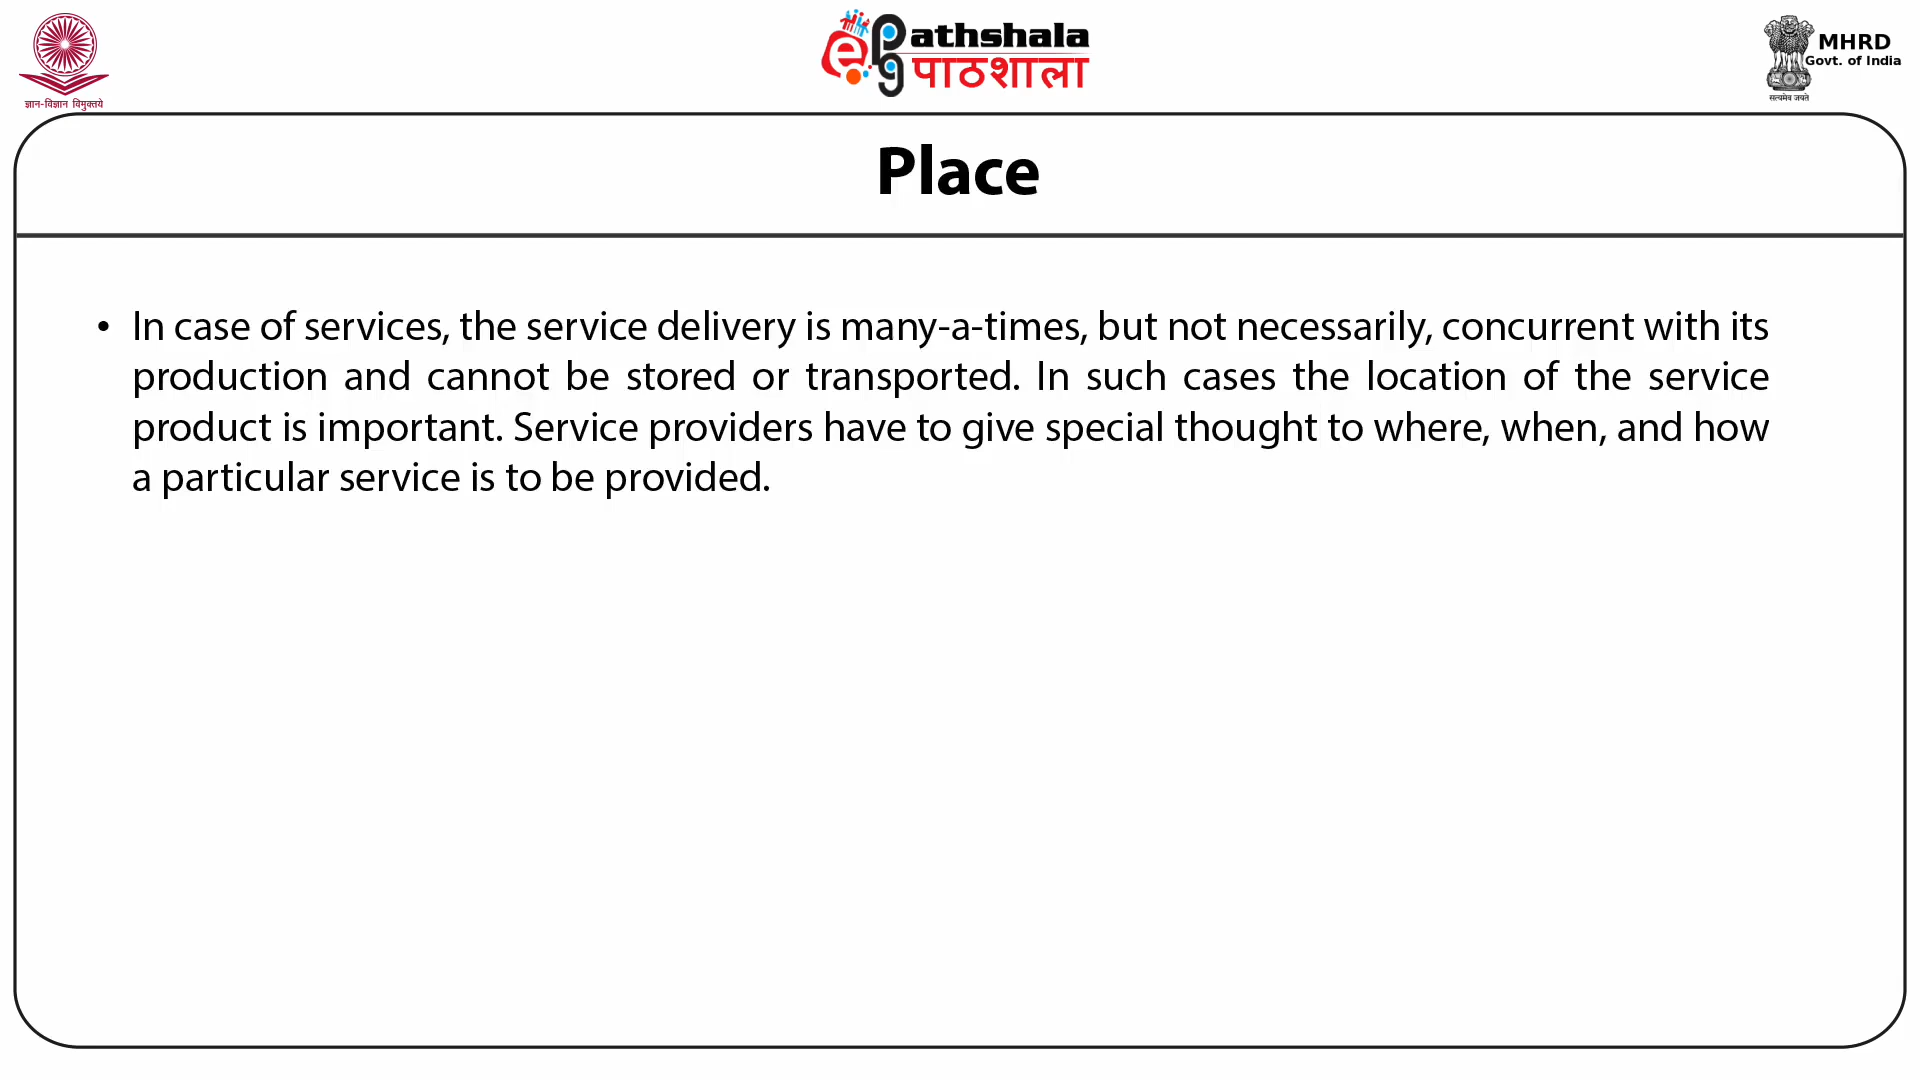 ज्ञान-विज्ञान विमुक्तये
e pg athshala
पाठशाला
MHRD
Govt. of India
सत्यमेव जयते
Place
• In case of services, the service delivery is many-a-times, but not necessarily, concurrent with its
production and cannot be stored or transported. In such cases the location of the service
product is important. Service providers have to give special thought to where, when, and how
a particular service is to be provided.